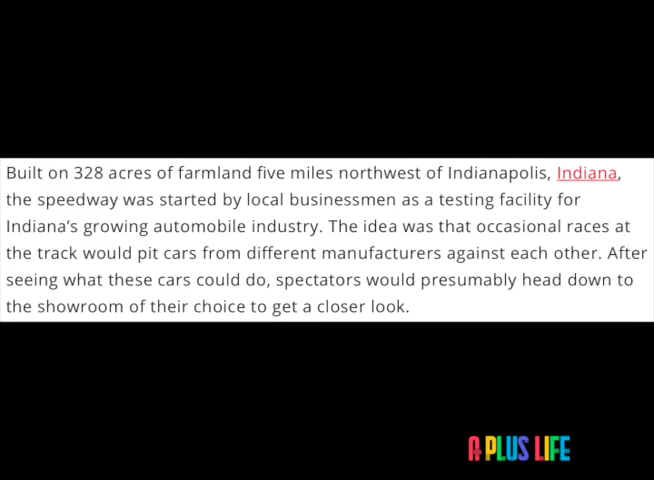 Built on 328 acres of farmland five miles northwest of Indianapolis, Indiana,
the speedway was started by local businessmen as a testing facility for
Indiana’s growing automobile industry. The idea was that occasional races at
the track would pit cars from different manufacturers against each other. After
seeing what these cars could do, spectators would presumably head down to
the showroom of their choice to get a closer look.
A PLUS LIFE